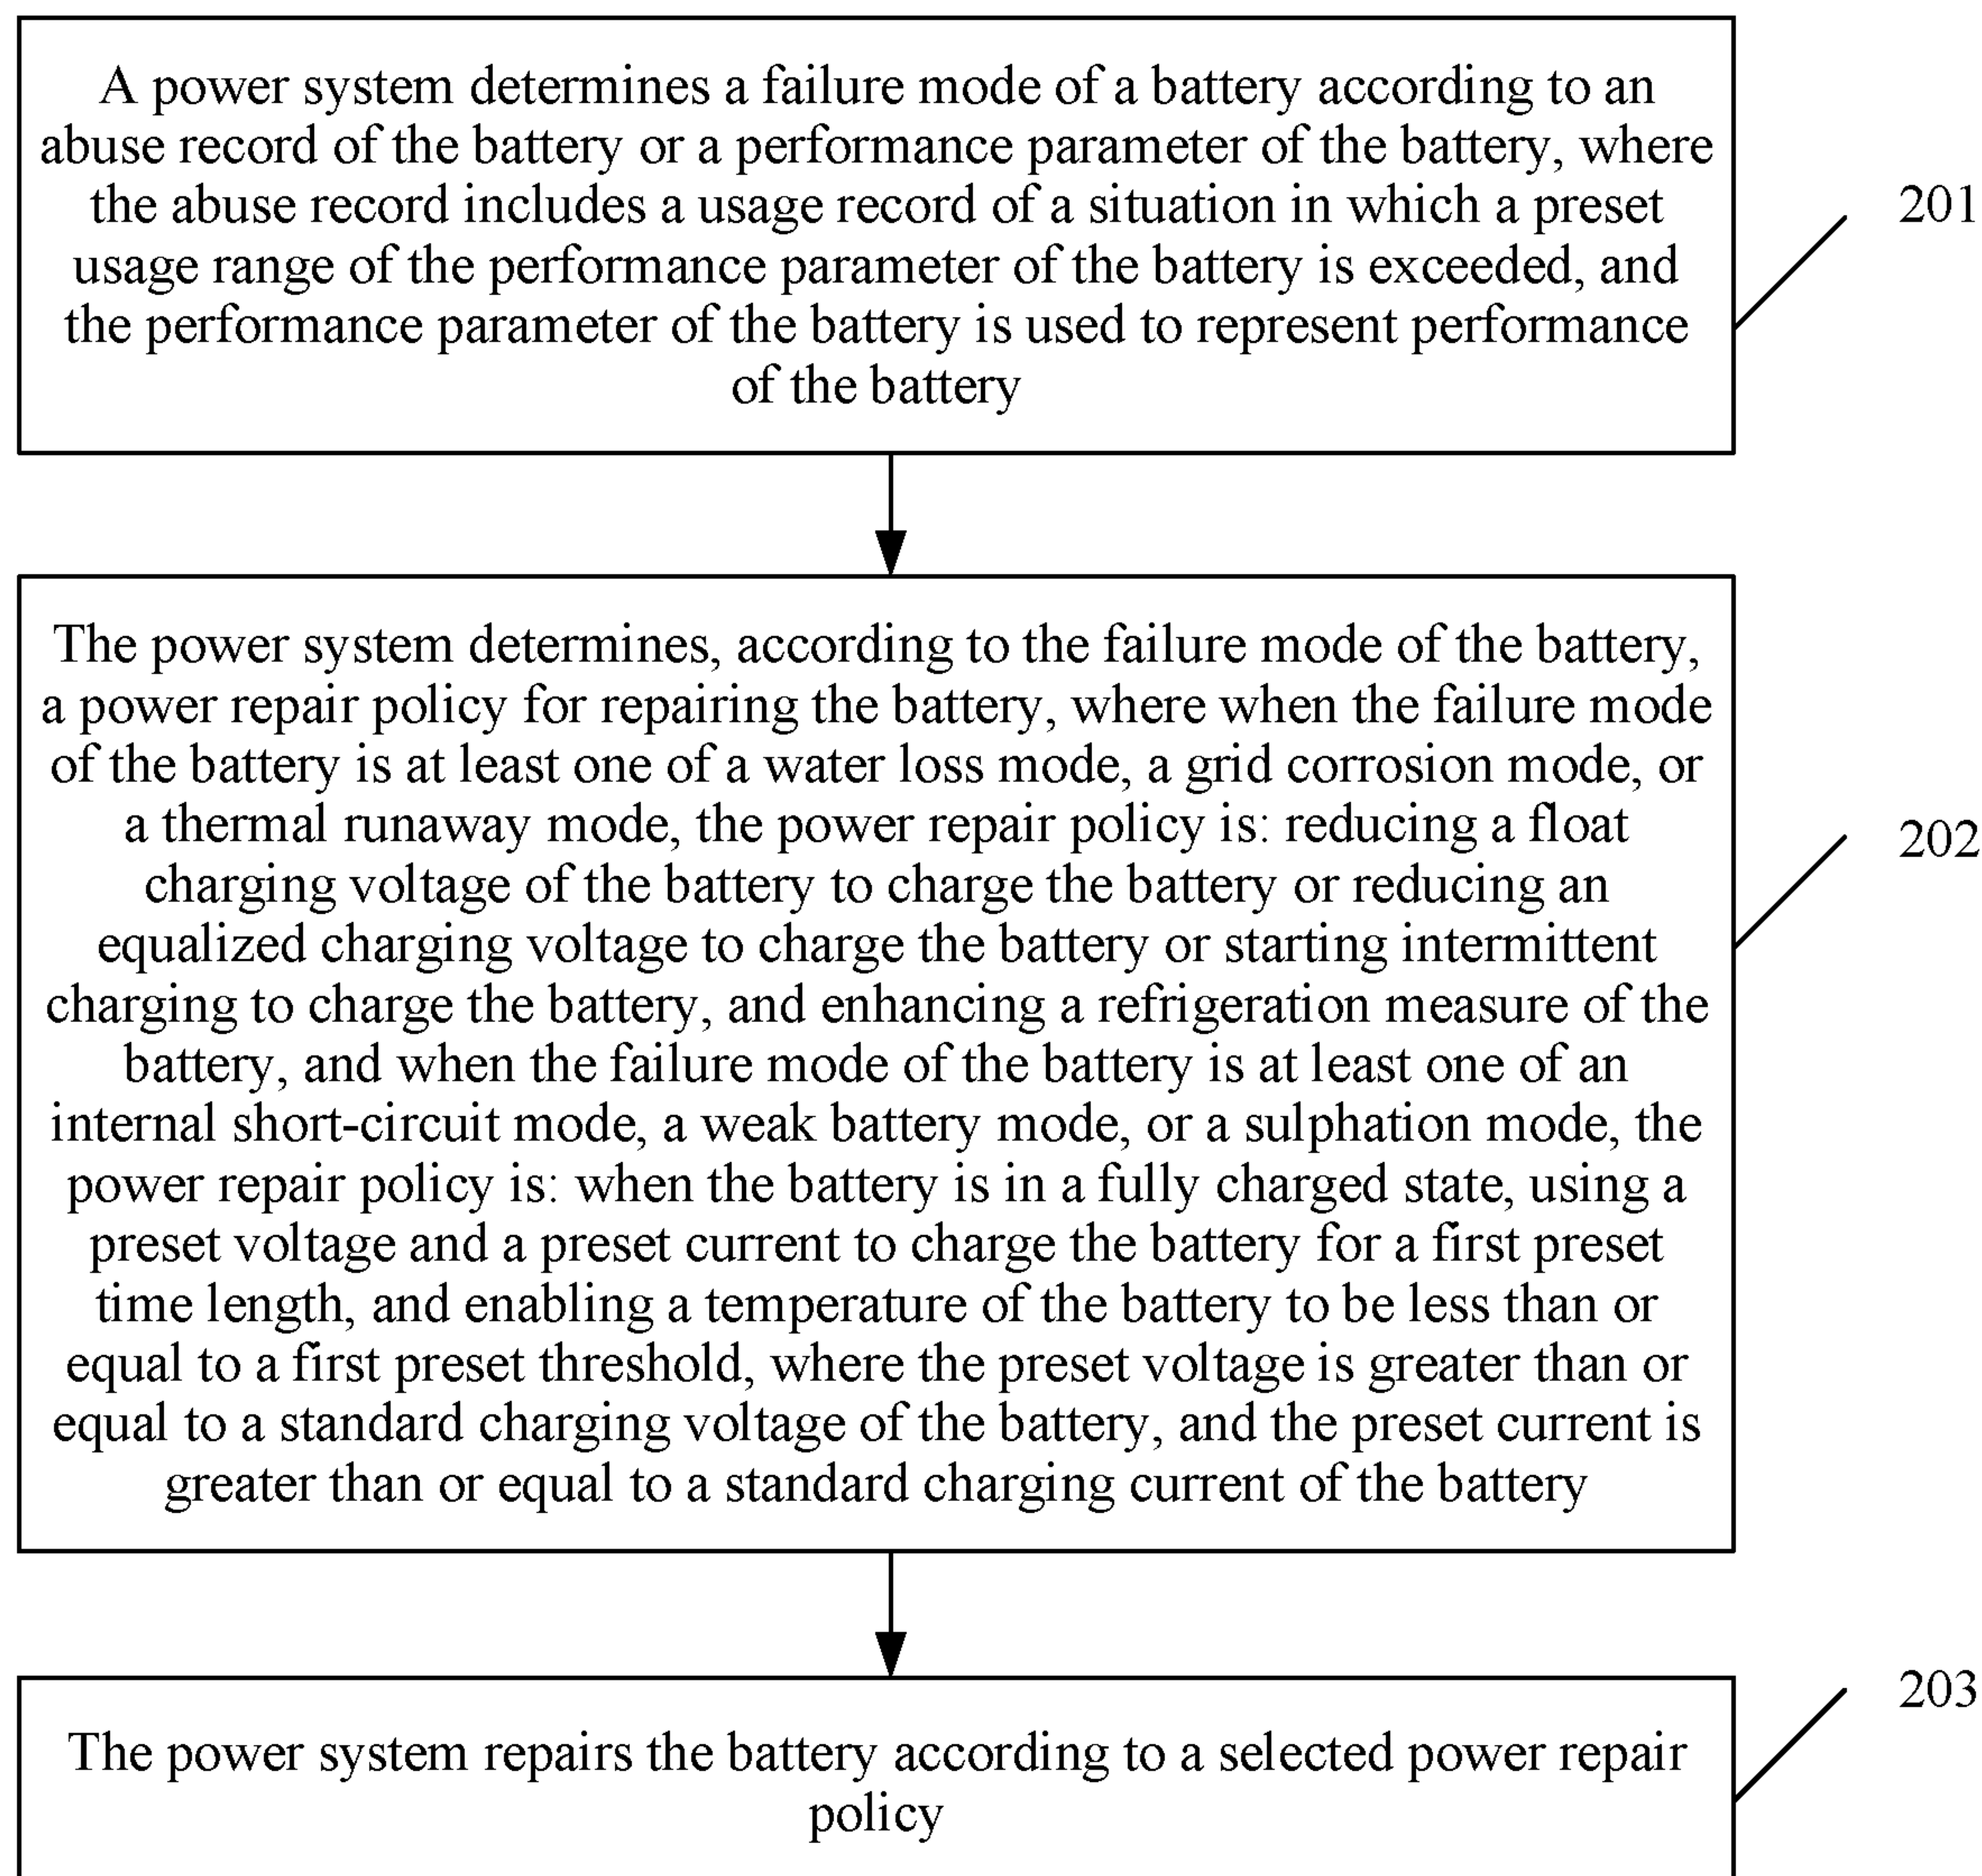 A power system determines a failure mode of a battery according to an
abuse record of the battery or a performance parameter of the battery, where
the abuse record includes a usage record of a situation in which a preset
usage range of the performance parameter of the battery is exceeded, and
the performance parameter of the battery is used to represent performance
of the battery
201
The power system determines, according to the failure mode of the battery,
a power repair policy for repairing the battery, where when the failure mode
of the battery is at least one of a water loss mode, a grid corrosion mode, or
a thermal runaway mode, the power repair policy is: reducing a float
charging voltage of the battery to charge the battery or reducing an
equalized charging voltage to charge the battery or starting intermittent
charging to charge the battery, and enhancing a refrigeration measure of the
battery, and when the failure mode of the battery is at least one of an
internal short-circuit mode, a weak battery mode, or a sulphation mode, the
power repair policy is: when the battery is in a fully charged state, using a
preset voltage and a preset current to charge the battery for a first preset
time length, and enabling a temperature of the battery to be less than or
equal to a first preset threshold, where the preset voltage is greater than or
equal to a standard charging voltage of the battery, and the preset current is
greater than or equal to a standard charging current of the battery
202
The power system repairs the battery according to a selected power repair
policy
203